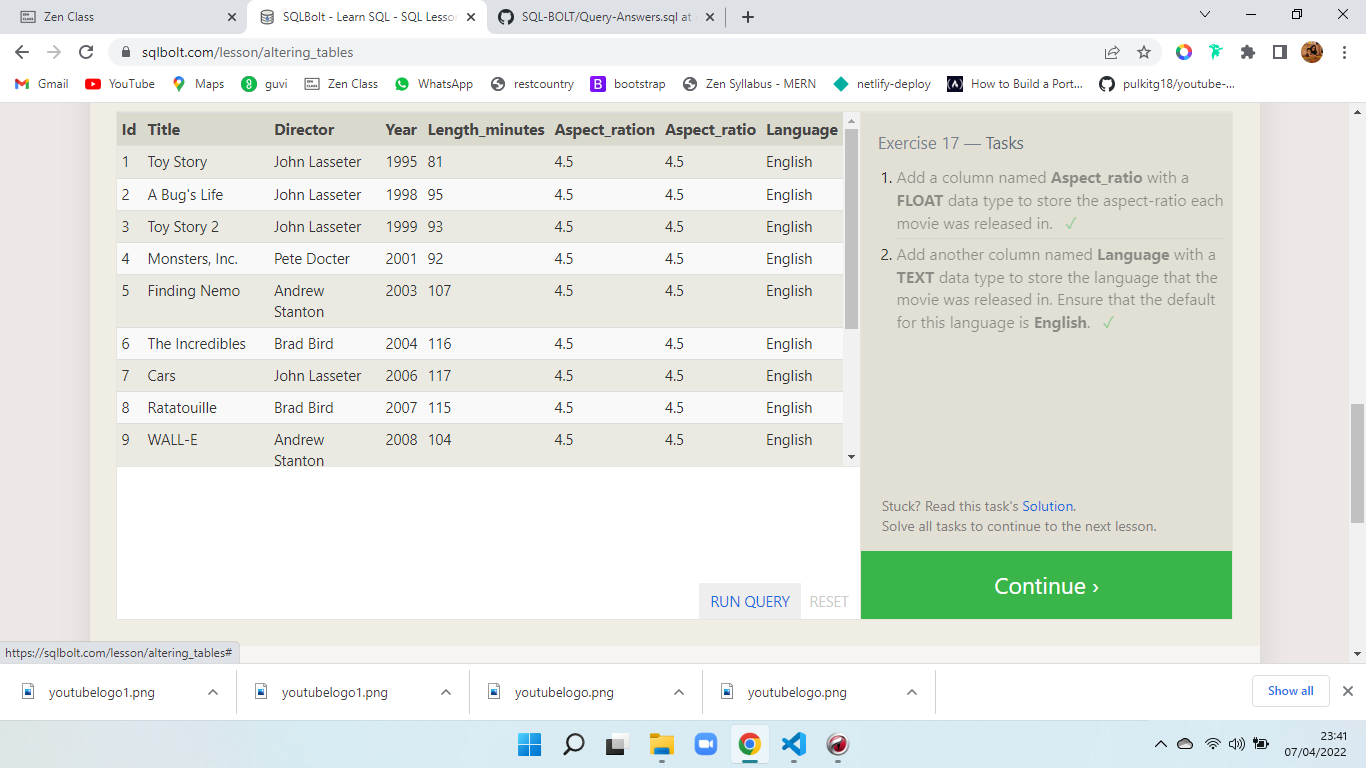 Zen Class
SQLBolt - Learn SQL - SQL Lesson
SQL-BOLT/Query-Answers.sql at
sqlbolt.com/lesson/altering_tables
Gmail YouTube Maps guvi Zen Class WhatsApp restcountry bootstrap Zen Syllabus - MERN netlify-deploy How to Build a Port... pulkitg18/youtube-...
Id Title Director Year Length_minutes Aspect_ration Aspect_ratio Language
1 Toy Story John Lasseter 1995 81 4.5 4.5 English
2 A Bug's Life John Lasseter 1998 95 4.5 4.5 English
3 Toy Story 2 John Lasseter 1999 93 4.5 4.5 English
4 Monsters, Inc. Pete Docter 2001 92 4.5 4.5 English
5 Finding Nemo Andrew Stanton 2003 107 4.5 4.5 English
6 The Incredibles Brad Bird 2004 116 4.5 4.5 English
7 Cars John Lasseter 2006 117 4.5 4.5 English
8 Ratatouille Brad Bird 2007 115 4.5 4.5 English
9 WALL-E Andrew Stanton 2008 104 4.5 4.5 English
RUN QUERY RESET
Exercise 17 — Tasks
1. Add a column named Aspect_ratio with a
FLOAT data type to store the aspect-ratio each
movie was released in. ✓
2. Add another column named Language with a
TEXT data type to store the language that the
movie was released in. Ensure that the default
for this language is English. ✓
Stuck? Read this task's Solution.
Solve all tasks to continue to the next lesson.
Continue ›
https://sqlbolt.com/lesson/altering_tables#
youtubelogo1.png youtubelogo1.png youtubelogo.png youtubelogo.png Show all
23:41
07/04/2022